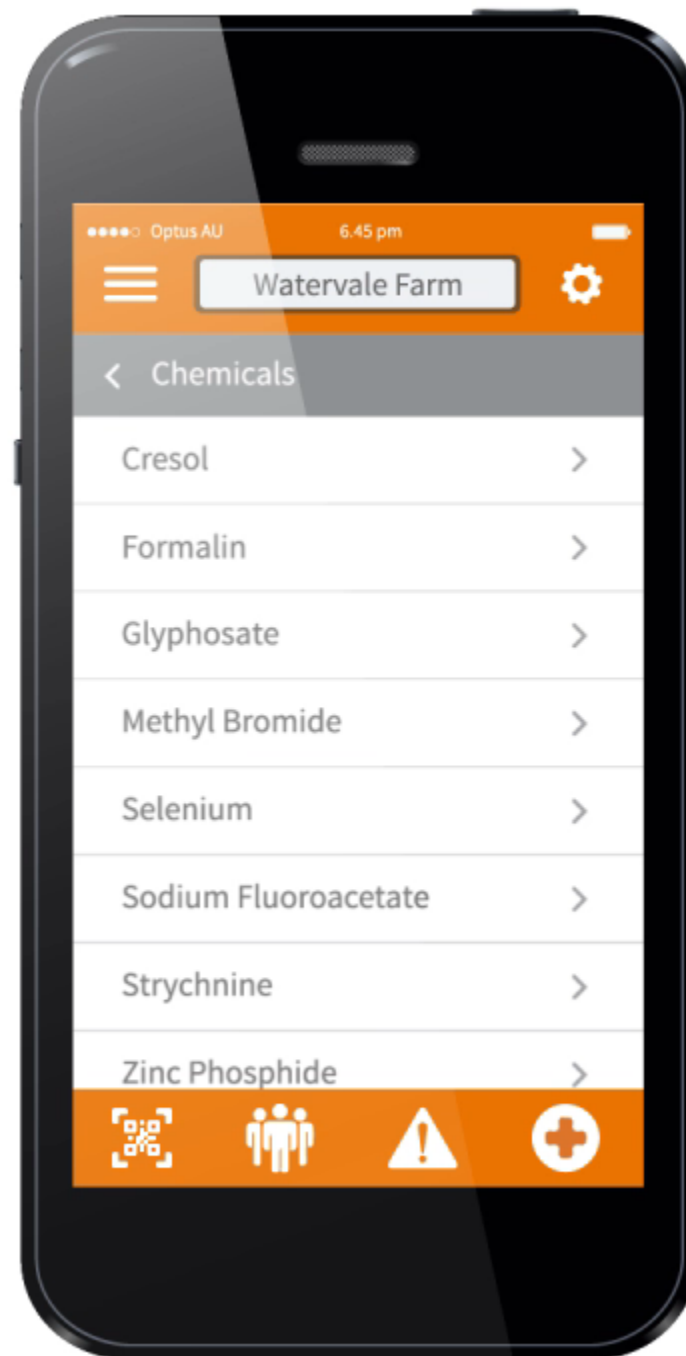 Optus AU 6.45 pm
Watervale Farm
Chemicals
Cresol
Formalin
Glyphosate
Methyl Bromide
Selenium
Sodium Fluoroacetate
Strychnine
Zinc Phosphide